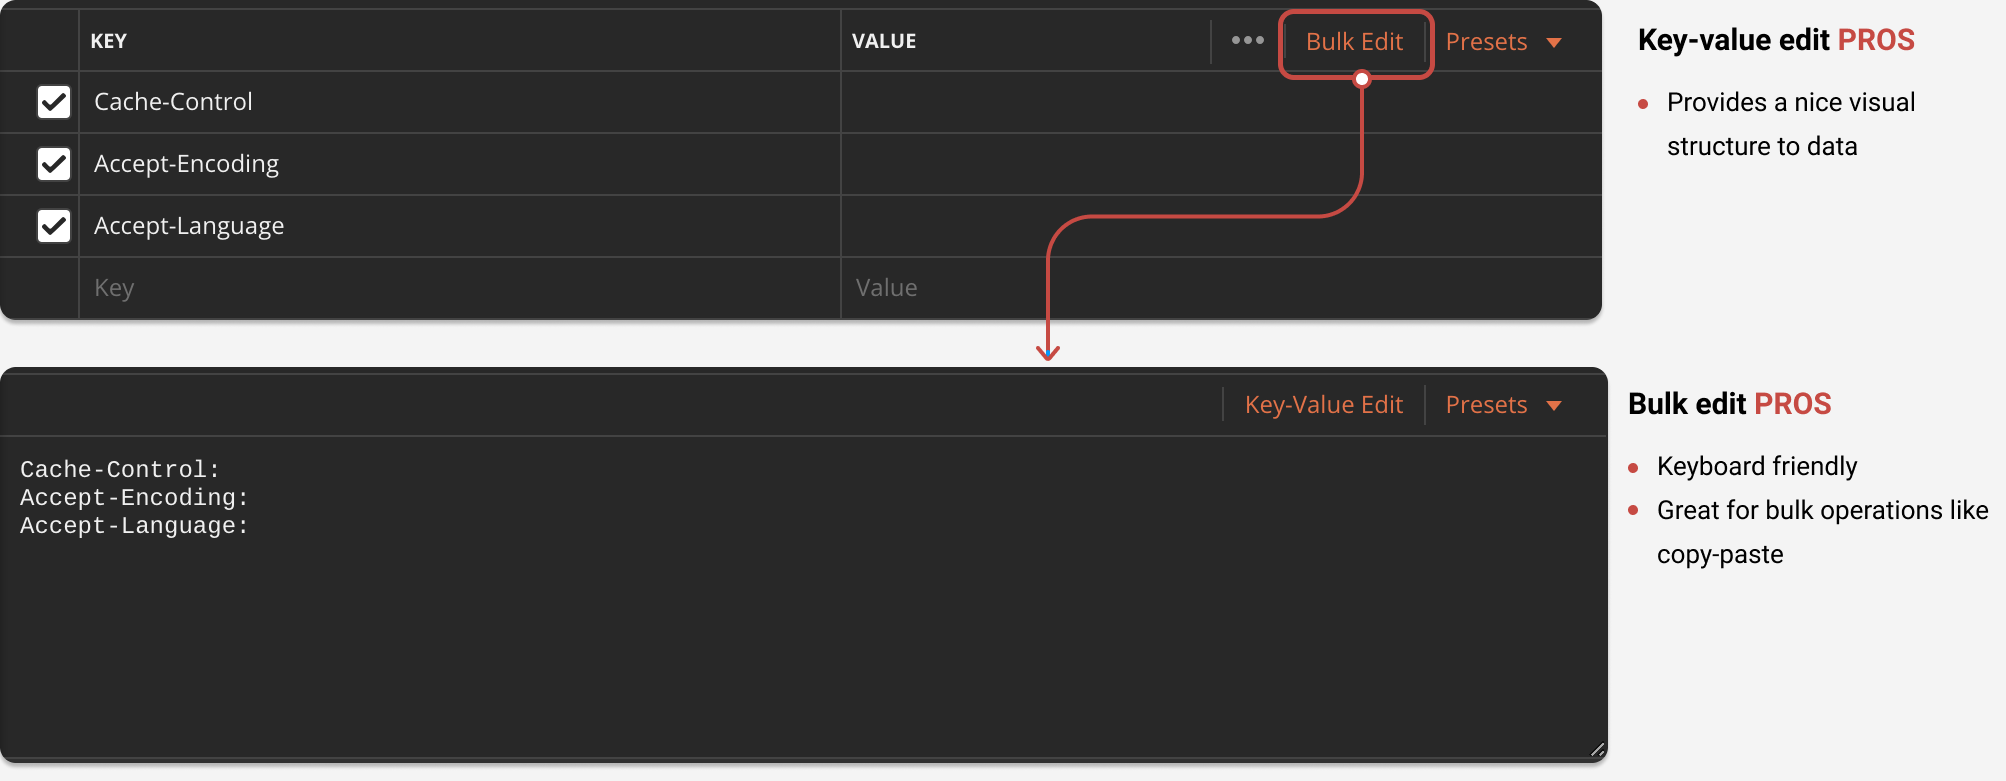 KEY VALUE ••• Bulk Edit Presets
Cache-Control
Accept-Encoding
Accept-Language
Key Value
Key-value edit PROS
• Provides a nice visual
structure to data
Key-Value Edit Presets
Cache-Control:
Accept-Encoding:
Accept-Language:
Bulk edit PROS
• Keyboard friendly
• Great for bulk operations like
copy-paste